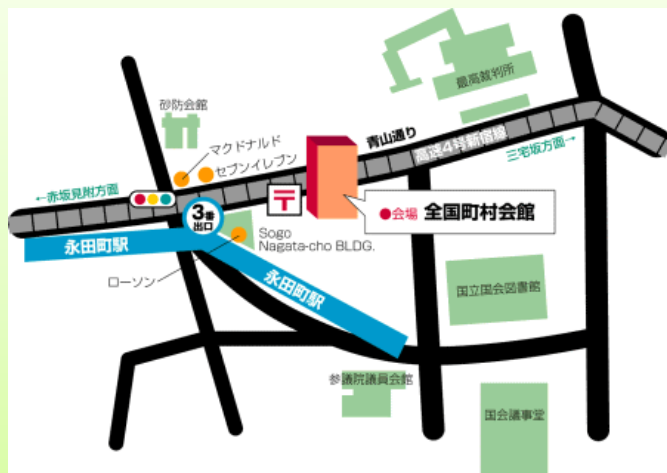 最高裁判所
砂防会館
マクドナルド
セブンイレブン
青山通り
高速4号新宿線
三宅坂方面→
←赤坂見附方面
3番
出口
●会場 全国町村会館
Sogo
Nagata-cho BLDG.
永田町駅
ローソン
永田町駅
国立国会図書館
参議院議員会館
国会議事堂